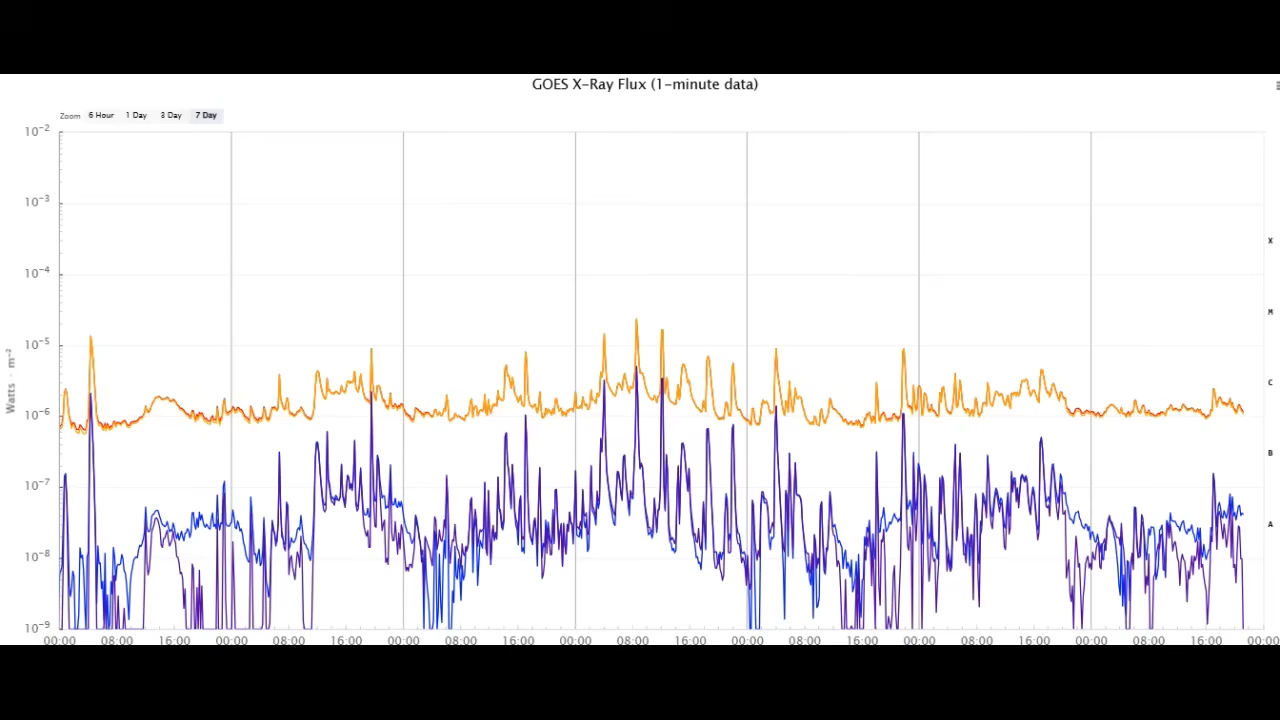 GOES X-Ray Flux (1-minute data)
Zoom 6 Hour 1 Day 3 Day 7 Day
10⁻²
10⁻³
X
10⁻⁴
M
10⁻⁵
Watts · m⁻²
C
10⁻⁶
B
10⁻⁷
A
10⁻⁸
10⁻⁹
00:00 08:00 16:00 00:00 08:00 16:00 00:00 08:00 16:00 00:00 08:00 16:00 00:00 08:00 16:00 00:00 08:00 16:00 00:00 08:00 16:00 00:00